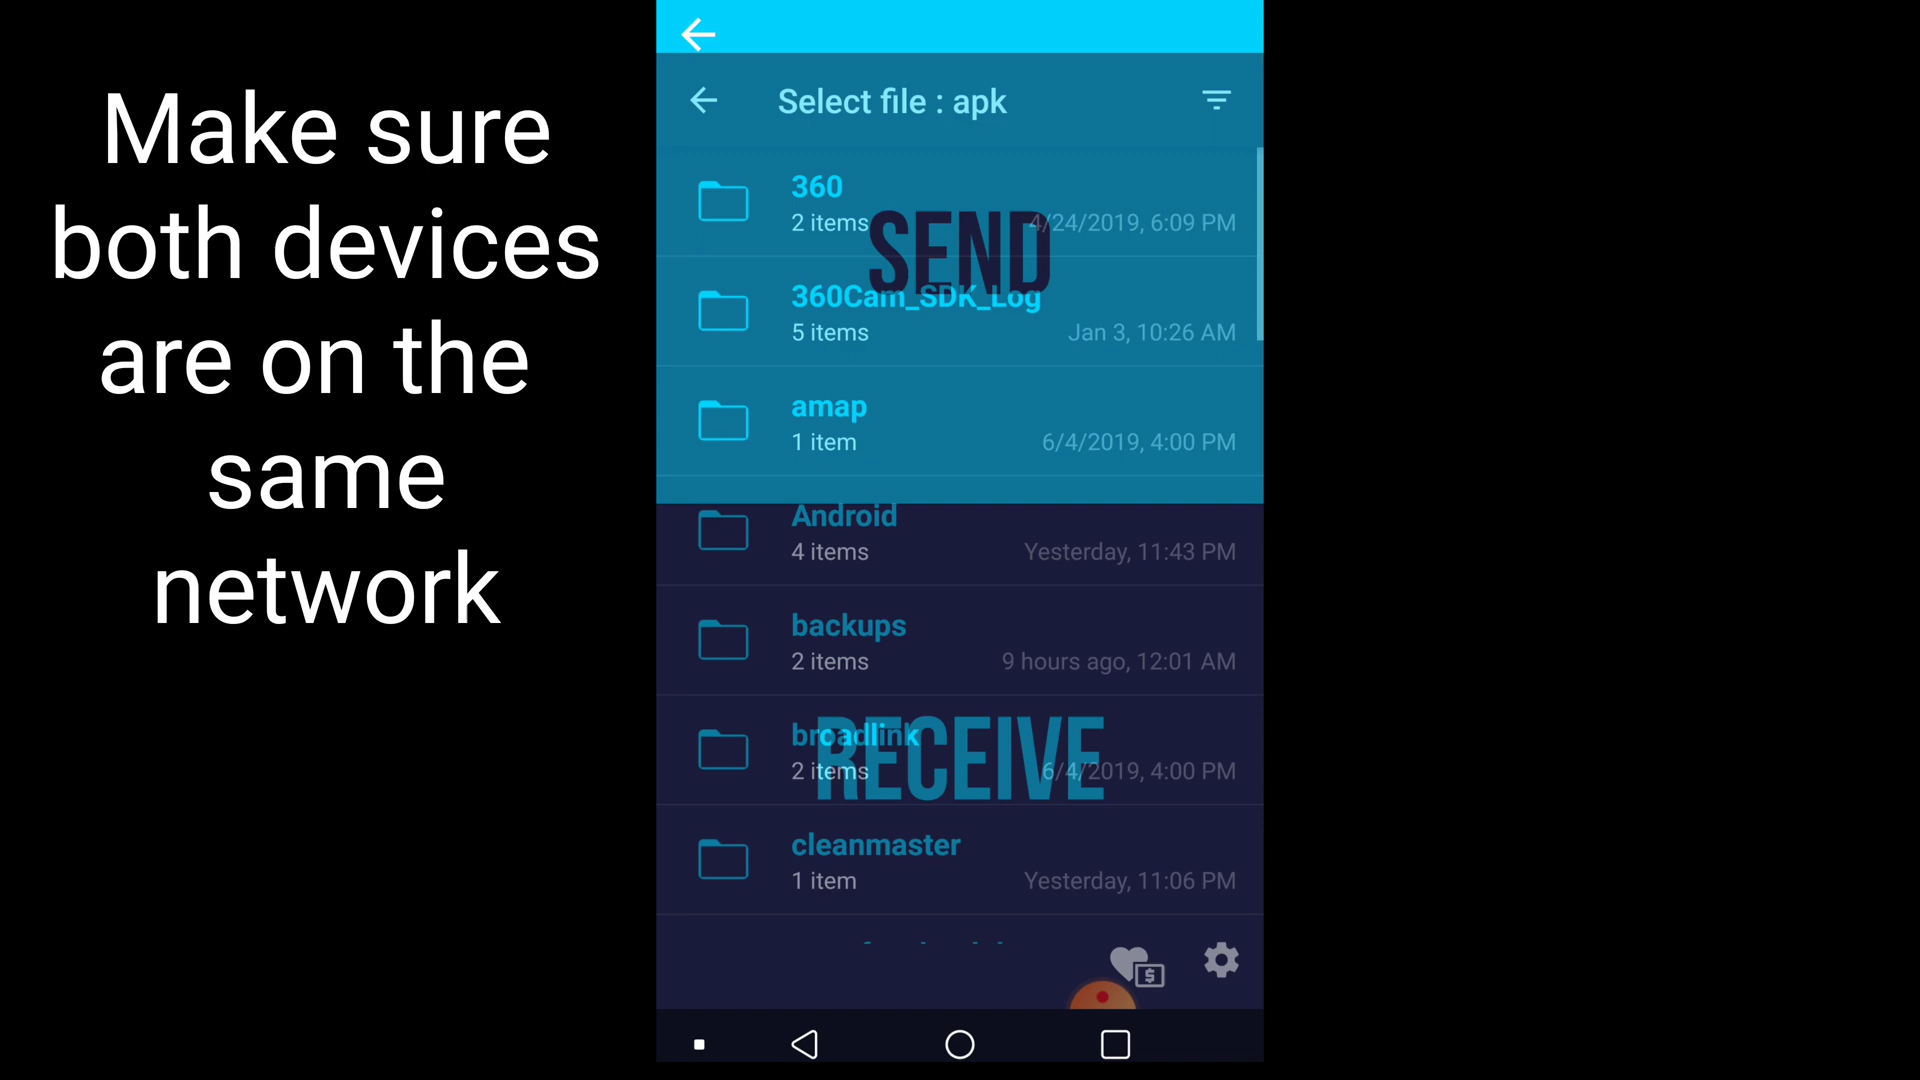 Make sure
both devices
are on the
same
network
Select file : apk
360
2 items
4/24/2019, 6:09 PM
SEND
360Cam_SDK_Log
5 items
Jan 3, 10:26 AM
amap
1 item
6/4/2019, 4:00 PM
Android
4 items
Yesterday, 11:43 PM
backups
2 items
9 hours ago, 12:01 AM
broadlink
2 items
6/4/2019, 4:00 PM
RECEIVE
cleanmaster
1 item
Yesterday, 11:06 PM
$